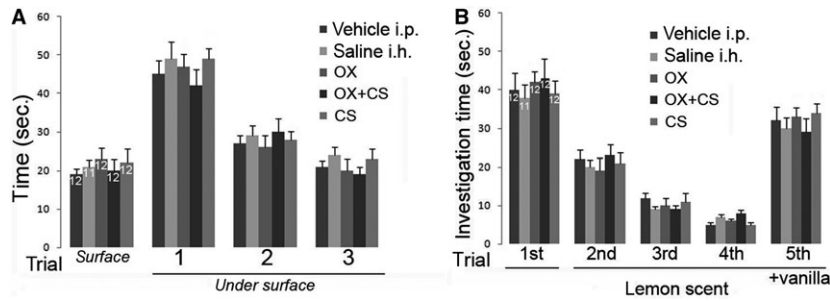 A
Time (sec.)
60
50
40
30
20
10
0
Vehicle i.p.
Saline i.h.
OX
OX+CS
CS
12 11 12 12 12
Trial Surface 1 2 3
Under surface
B
Investigation time (sec.)
60
50
40
30
20
10
0
Vehicle i.p.
Saline i.h.
OX
OX+CS
CS
12 11 12 12 12
Trial 1st 2nd 3rd 4th 5th
Lemon scent +vanilla